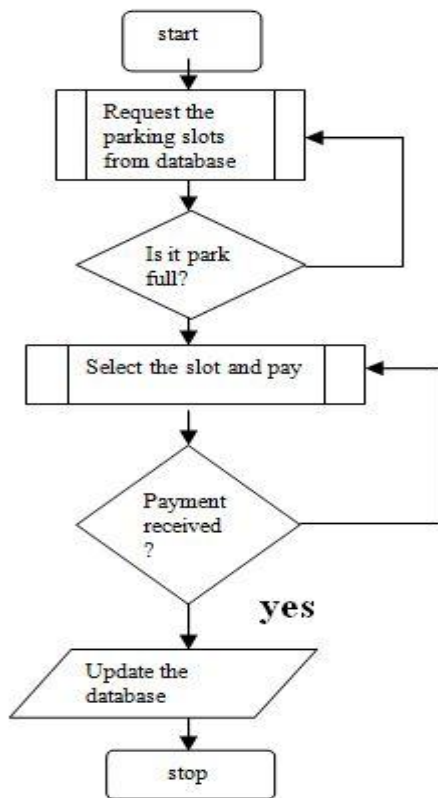 start
Request the
parking slots
from database
Is it park
full?
Select the slot and pay
Payment
received
?
yes
Update the
database
stop